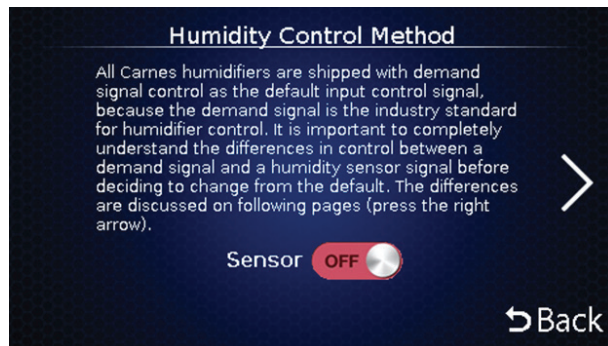 Humidity Control Method
All Carnes humidifiers are shipped with demand
signal control as the default input control signal,
because the demand signal is the industry standard
for humidifier control. It is important to completely
understand the differences in control between a
demand signal and a humidity sensor signal before
deciding to change from the default. The differences
are discussed on following pages (press the right
arrow).
Sensor OFF
Back